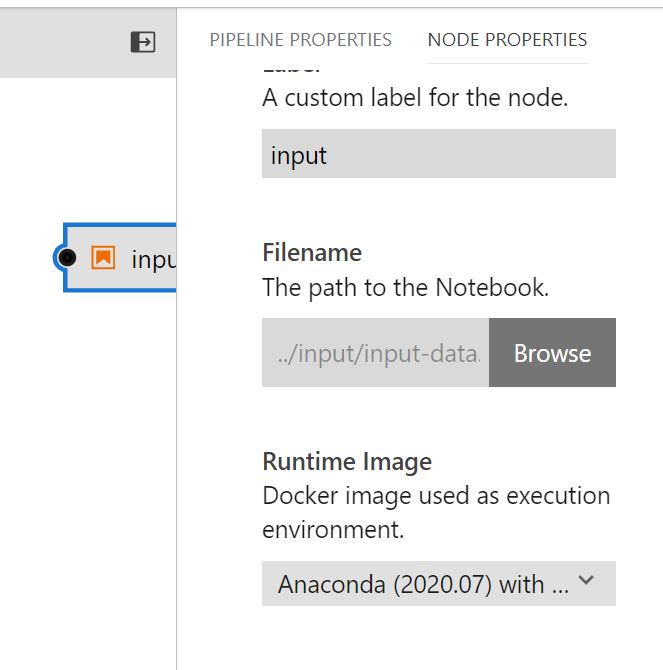 PIPELINE PROPERTIES NODE PROPERTIES
A custom label for the node.
input
inpu
Filename
The path to the Notebook.
../input/input-data.
Browse
Runtime Image
Docker image used as execution
environment.
Anaconda (2020.07) with ...